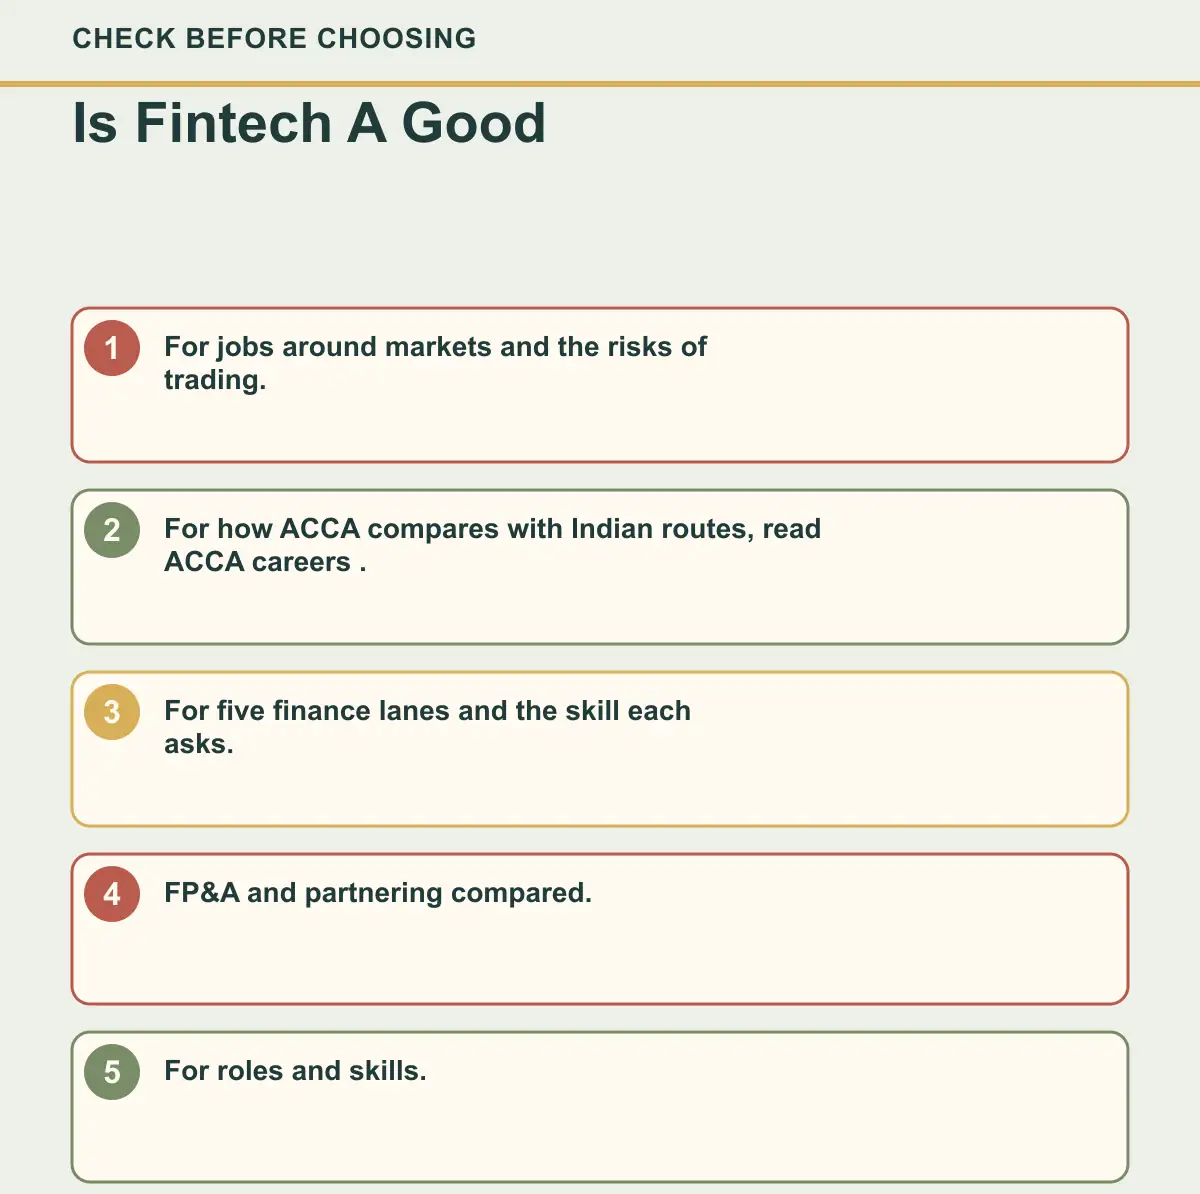 CHECK BEFORE CHOOSING
Is Fintech A Good
1
For jobs around markets and the risks of
trading.
2
For how ACCA compares with Indian routes, read
ACCA careers .
3
For five finance lanes and the skill each
asks.
4
FP&A and partnering compared.
5
For roles and skills.